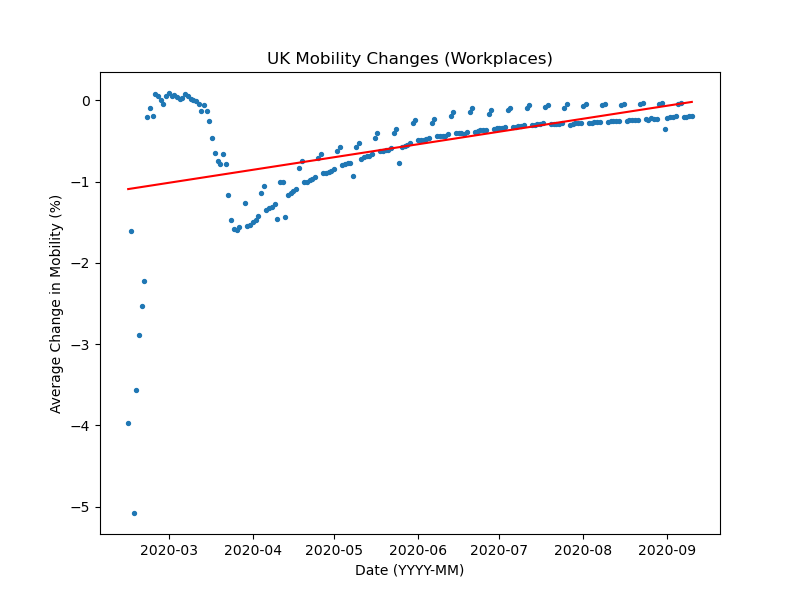 UK Mobility Changes (Workplaces)
Average Change in Mobility (%)
0
−1
−2
−3
−4
−5
2020-03 2020-04 2020-05 2020-06 2020-07 2020-08 2020-09
Date (YYYY-MM)